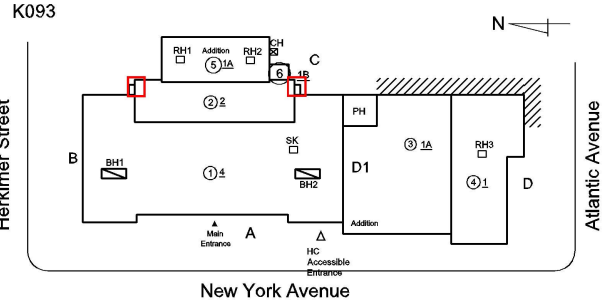 K093
N
RH1
Addition
RH2
CH
5 1A
6
C
1B
2 2
PH
SK
3 1A
RH3
B
BH1
1 4
BH2
D1
4 1
D
Main
Entrance
A
Addition
HC
Accessible
Entrance
Herkimer Street
Atlantic Avenue
New York Avenue